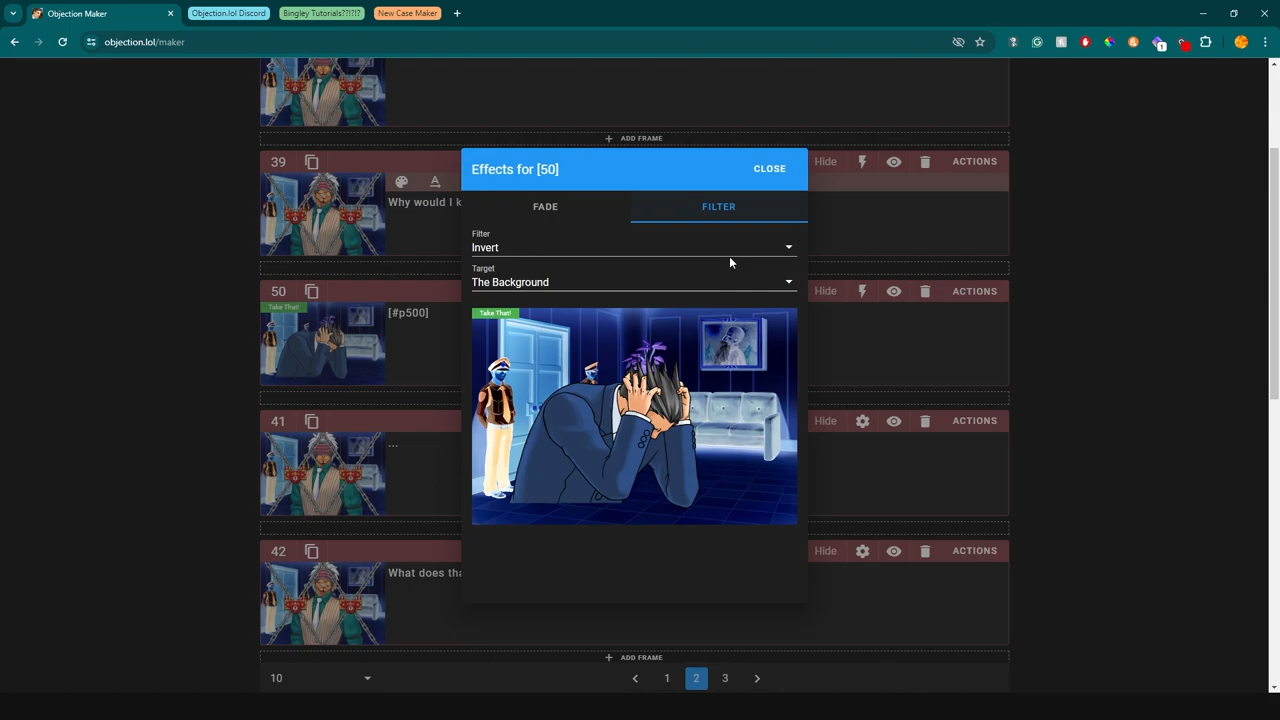 Objection Maker
Objection.lol Discord
Bingley Tutorials??!?!?
New Case Maker
objection.lol/maker
1
ADD FRAME
39
Hide
ACTIONS
Why would I k
Effects for [50]
CLOSE
FADE
FILTER
Filter
Invert
Target
The Background
Take That!
50
Hide
ACTIONS
Take That!
[#p500]
41
Hide
ACTIONS
...
42
Hide
ACTIONS
What does tha
ADD FRAME
10
1
2
3